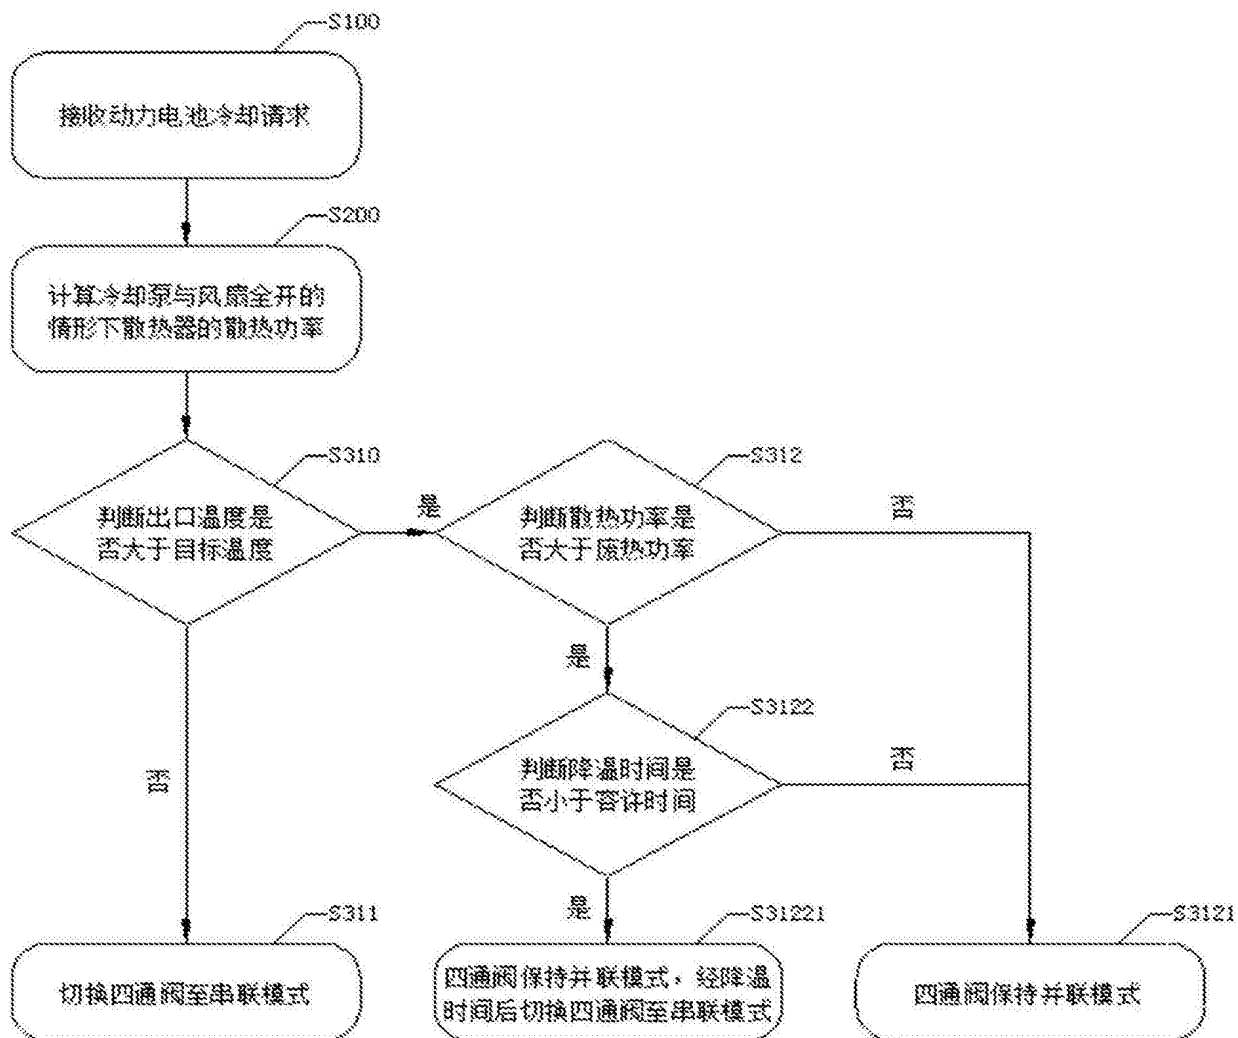 S100
接收动力电池冷却请求
S200
计算冷却泵与风扇全开的
情形下散热器的散热功率
S310
判断出口温度是
否大于目标温度
是
S312
判断散热功率是
否大于废热功率
否
是
S3122
判断降温时间是
否小于容许时间
否
否
是
S311
切换四通阀至串联模式
S31221
四通阀保持并联模式，经降温
时间后切换四通阀至串联模式
S3121
四通阀保持并联模式